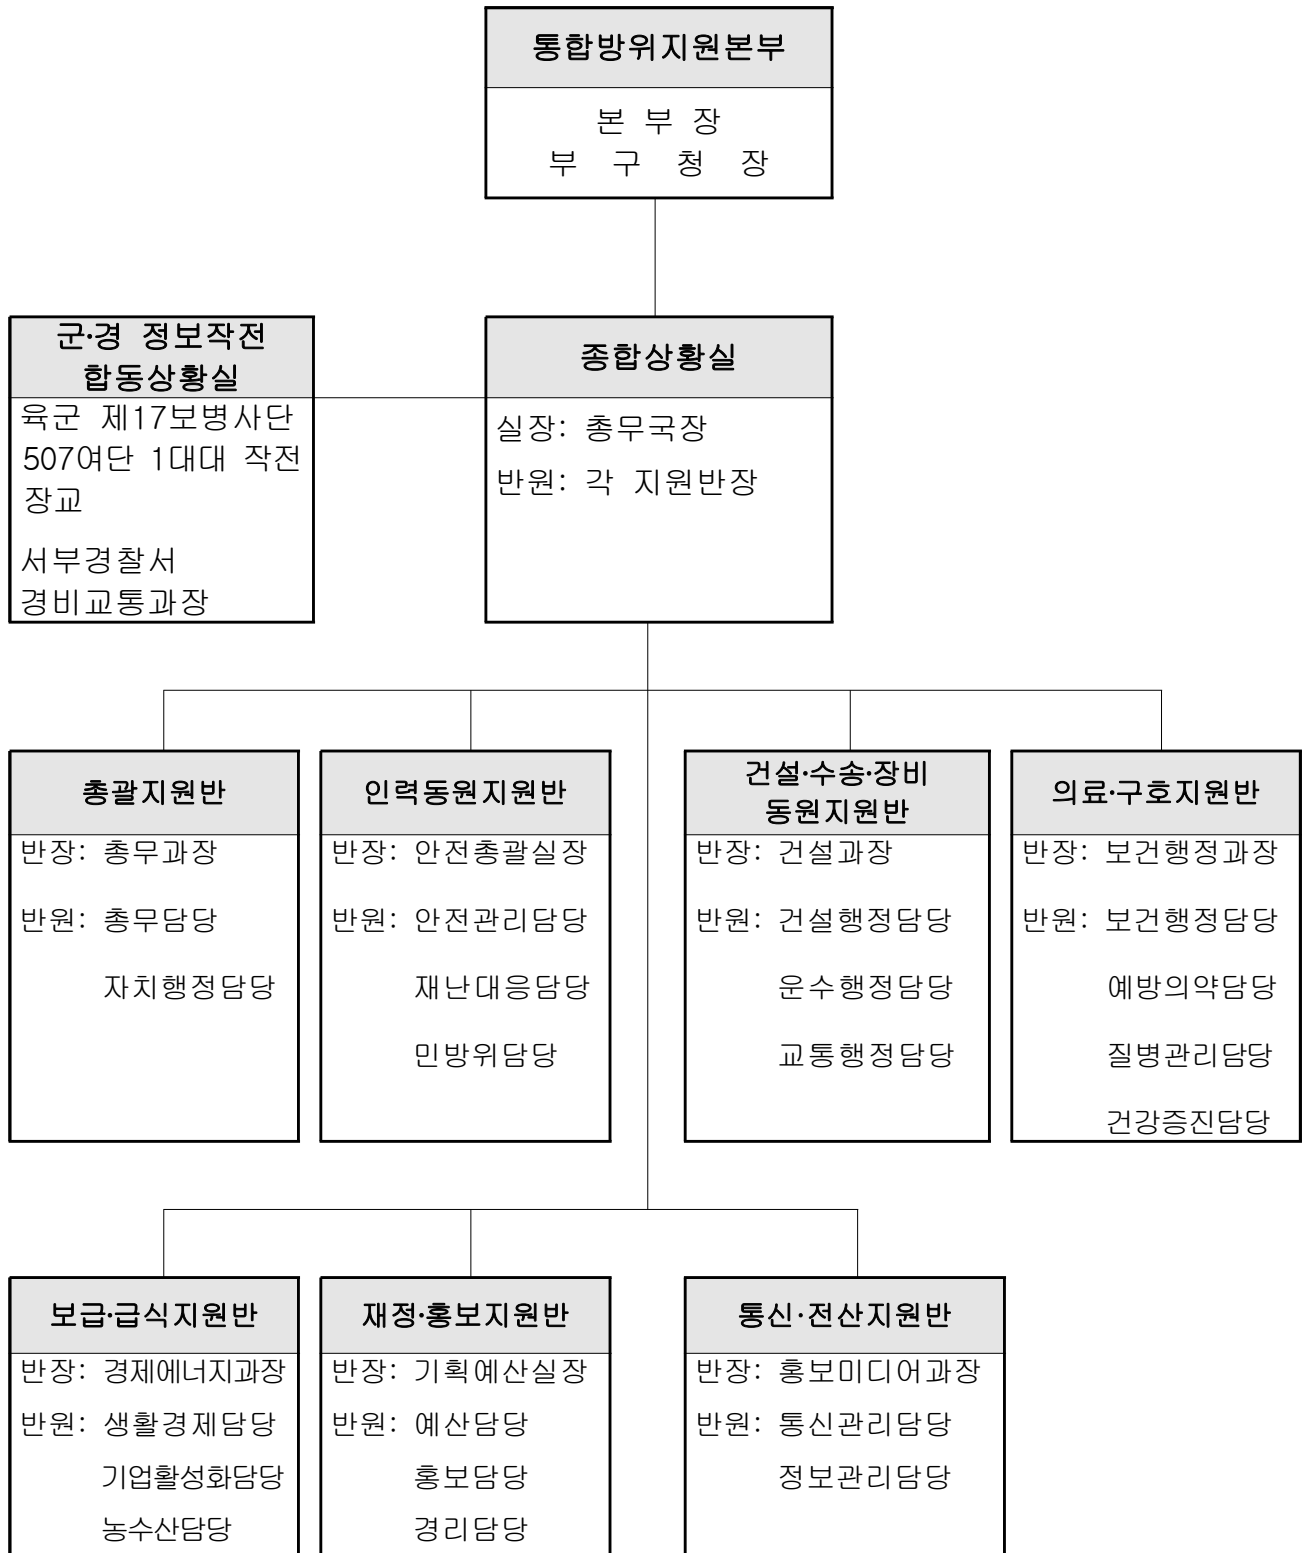 통합방위지원본부
본 부 장
부 구 청 장
군·경 정보작전
합동상황실
육군 제17보병사단
507여단 1대대 작전
장교
서부경찰서
경비교통과장
종합상황실
실장: 총무국장
반원: 각 지원반장
총괄지원반
반장: 총무과장
반원: 총무담당
자치행정담당
인력동원지원반
반장: 안전총괄실장
반원: 안전관리담당
재난대응담당
민방위담당
건설·수송·장비
동원지원반
반장: 건설과장
반원: 건설행정담당
운수행정담당
교통행정담당
의료·구호지원반
반장: 보건행정과장
반원: 보건행정담당
예방의약담당
질병관리담당
건강증진담당
보급·급식지원반
반장: 경제에너지과장
반원: 생활경제담당
기업활성화담당
농수산담당
재정·홍보지원반
반장: 기획예산실장
반원: 예산담당
홍보담당
경리담당
통신·전산지원반
반장: 홍보미디어과장
반원: 통신관리담당
정보관리담당